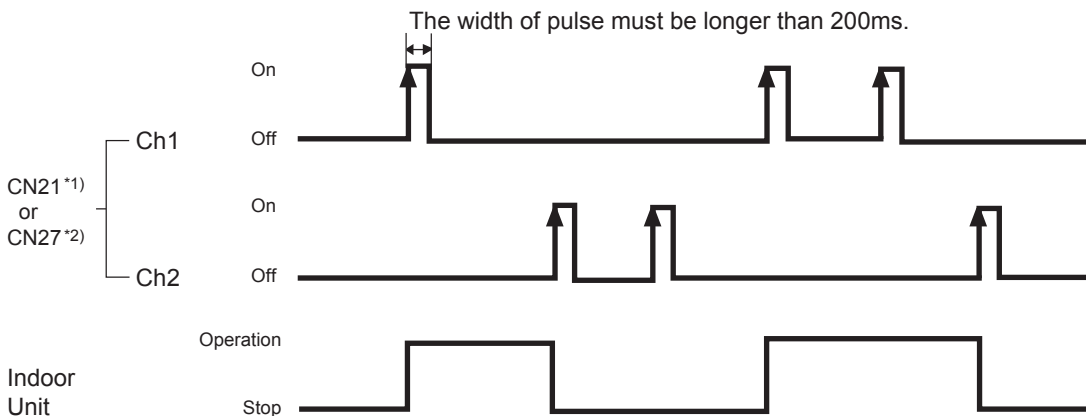 The width of pulse must be longer than 200ms.
On
Ch1
Off
CN21 *1)
or
CN27 *2)
On
Ch2
Off
Operation
Indoor
Unit
Stop